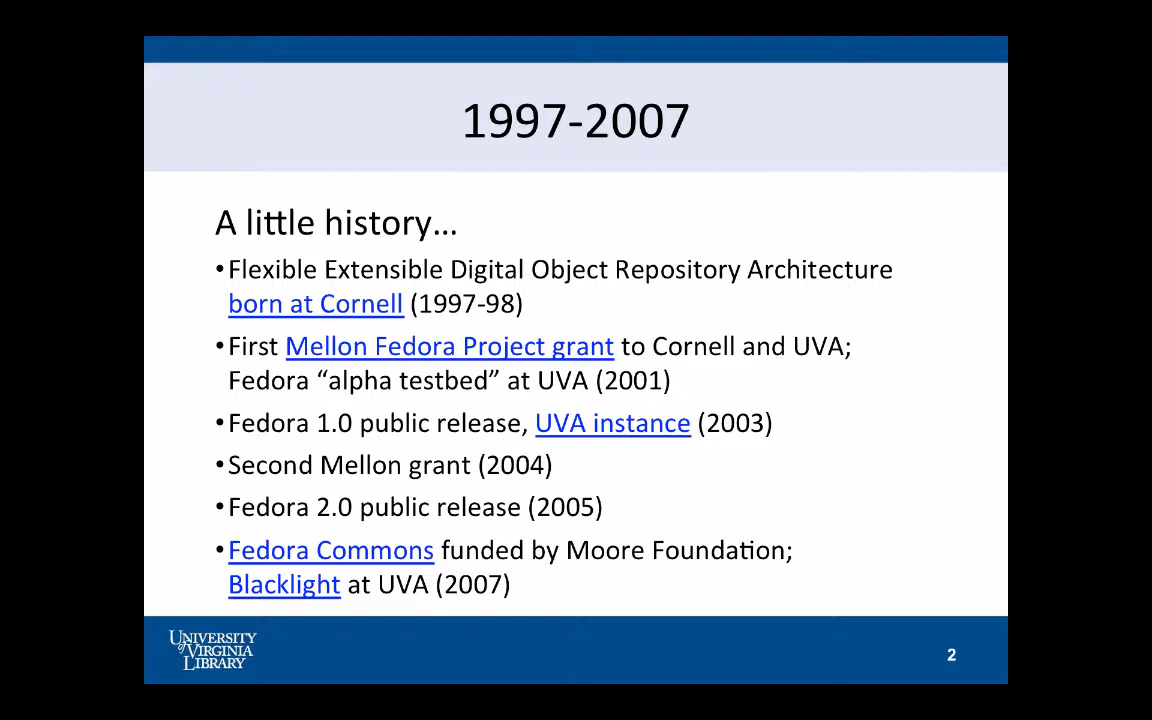 1997-2007
A little history…
•Flexible Extensible Digital Object Repository Architecture
born at Cornell (1997-98)
•First Mellon Fedora Project grant to Cornell and UVA;
Fedora “alpha testbed” at UVA (2001)
•Fedora 1.0 public release, UVA instance (2003)
•Second Mellon grant (2004)
•Fedora 2.0 public release (2005)
•Fedora Commons funded by Moore Foundation;
Blacklight at UVA (2007)
UNIVERSITY
of VIRGINIA
LIBRARY
2